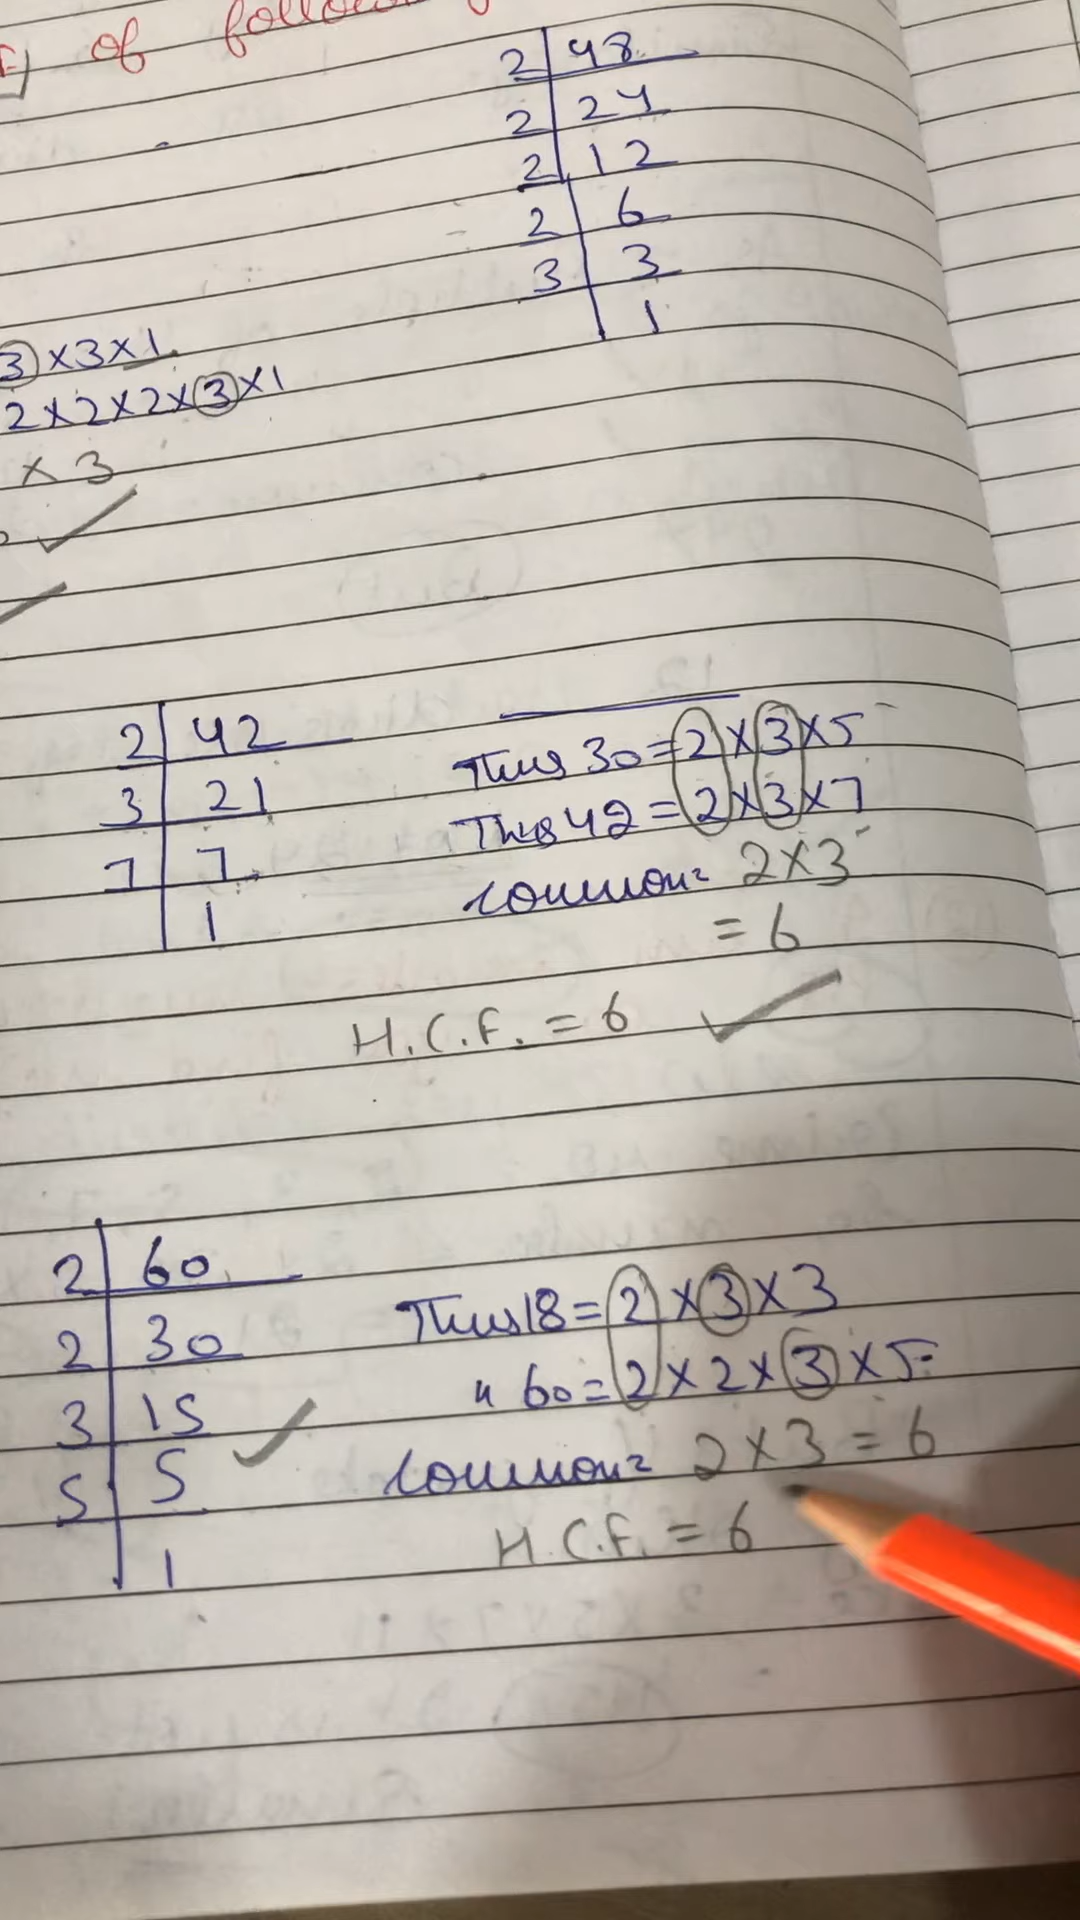 of following
2 | 48
2 | 24
2 | 12
2 | 6
3 | 3
1
3 × 3 × 1
2 × 2 × 2 × 3 × 1
× 3
2 | 42
3 | 21
7 | 7
1
Thus 30 = 2 × 3 × 5
Thus 42 = 2 × 3 × 7
common = 2 × 3
= 6
H.C.F. = 6
2 | 60
2 | 30
3 | 15
5 | 5
1
Thus 18 = 2 × 3 × 3
" 60 = 2 × 2 × 3 × 5
common = 2 × 3 = 6
H.C.F. = 6